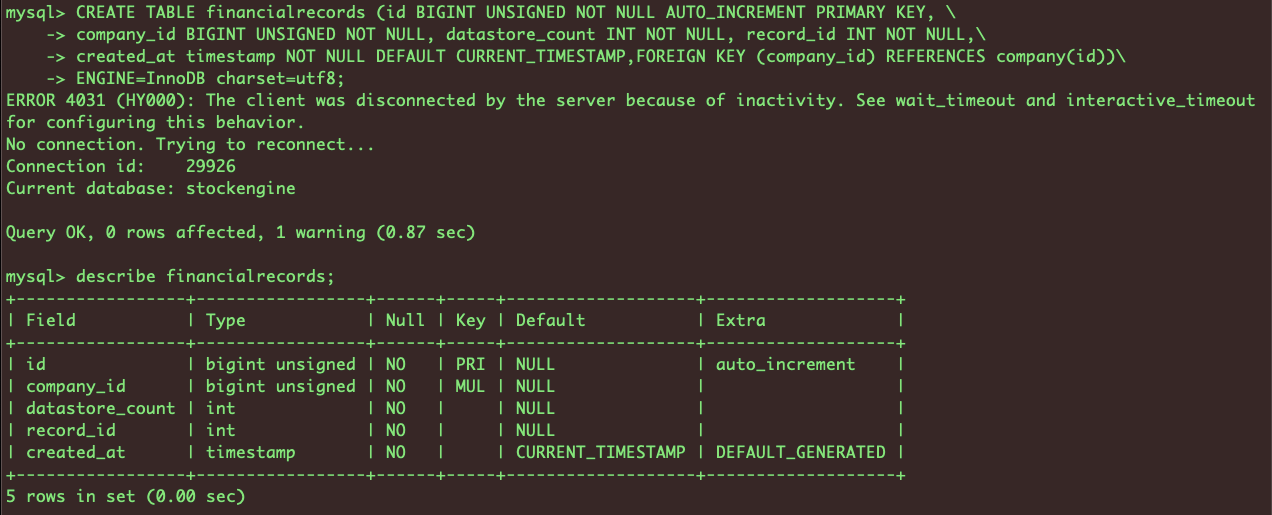 mysql> CREATE TABLE financialrecords (id BIGINT UNSIGNED NOT NULL AUTO_INCREMENT PRIMARY KEY, \
    -> company_id BIGINT UNSIGNED NOT NULL, datastore_count INT NOT NULL, record_id INT NOT NULL,\
    -> created_at timestamp NOT NULL DEFAULT CURRENT_TIMESTAMP,FOREIGN KEY (company_id) REFERENCES company(id))\
    -> ENGINE=InnoDB charset=utf8;
ERROR 4031 (HY000): The client was disconnected by the server because of inactivity. See wait_timeout and interactive_timeout
for configuring this behavior.
No connection. Trying to reconnect...
Connection id:    29926
Current database: stockengine

Query OK, 0 rows affected, 1 warning (0.87 sec)

mysql> describe financialrecords;
+-----------------+-----------------+------+-----+-------------------+-------------------+
| Field           | Type            | Null | Key | Default           | Extra             |
+-----------------+-----------------+------+-----+-------------------+-------------------+
| id              | bigint unsigned | NO   | PRI | NULL              | auto_increment    |
| company_id      | bigint unsigned | NO   | MUL | NULL              |                   |
| datastore_count | int             | NO   |     | NULL              |                   |
| record_id       | int             | NO   |     | NULL              |                   |
| created_at      | timestamp       | NO   |     | CURRENT_TIMESTAMP | DEFAULT_GENERATED |
+-----------------+-----------------+------+-----+-------------------+-------------------+
5 rows in set (0.00 sec)